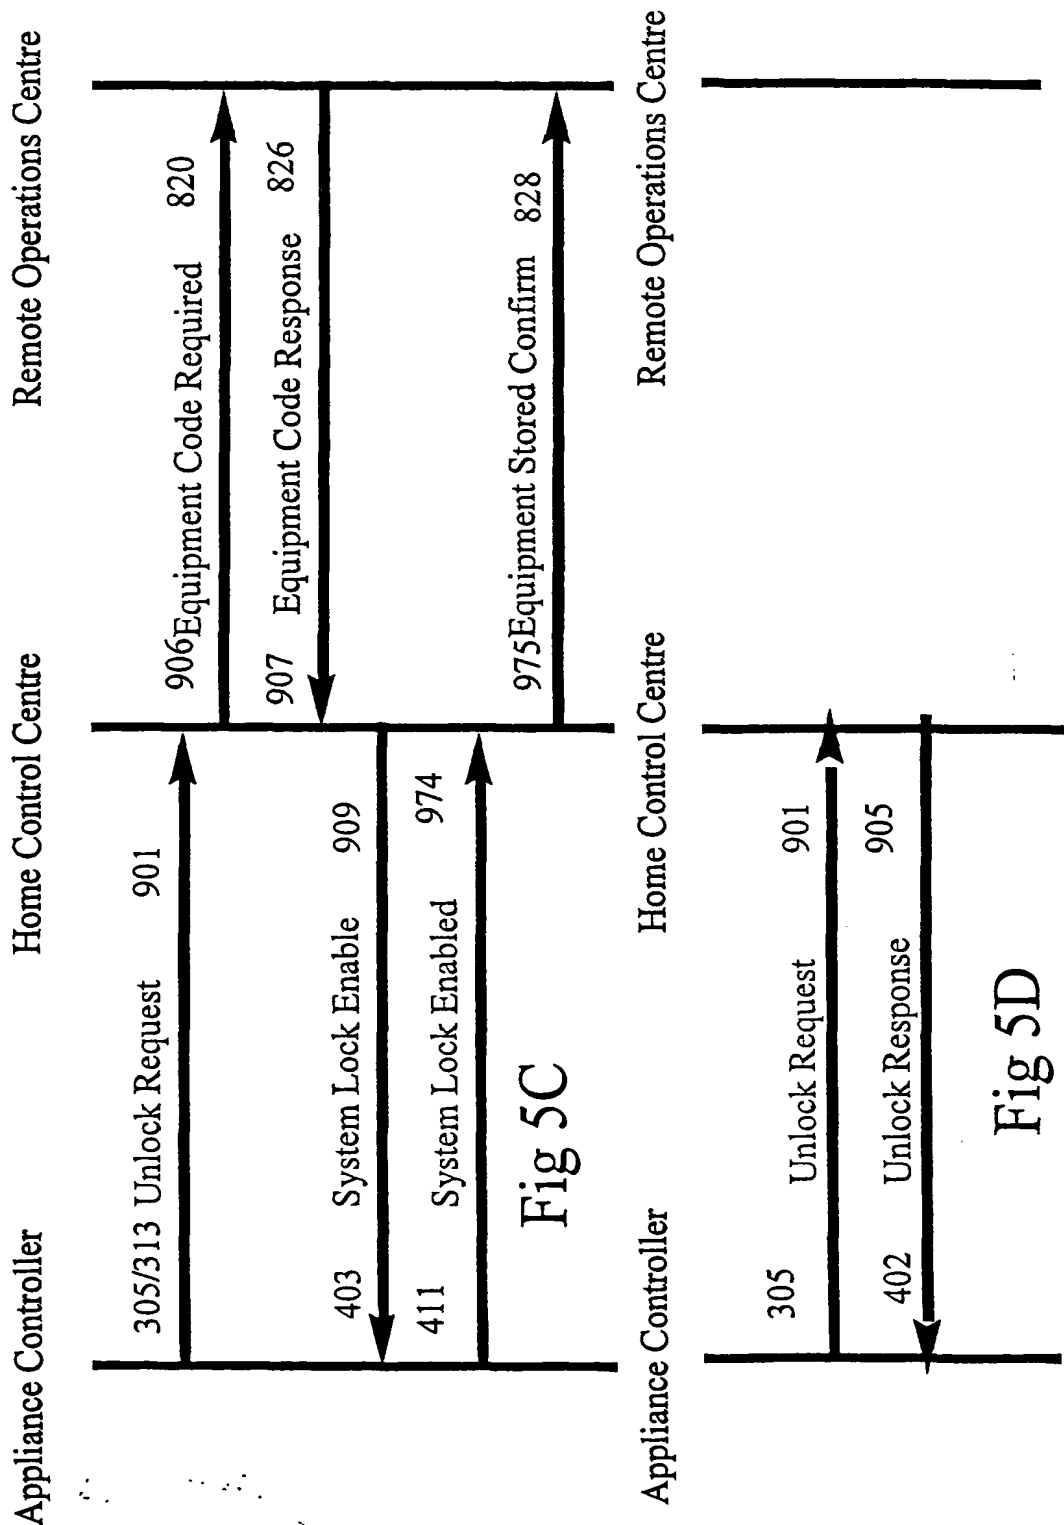 Appliance Controller
Home Control Centre
Remote Operations Centre
305/313 Unlock Request 901
906Equipment Code Required 820
907 Equipment Code Response 826
403 System Lock Enable 909
411 System Lock Enabled 974
975Equipment Stored Confirm 828
Fig 5C
Appliance Controller
Home Control Centre
Remote Operations Centre
305 Unlock Request 901
402 Unlock Response 905
Fig 5D